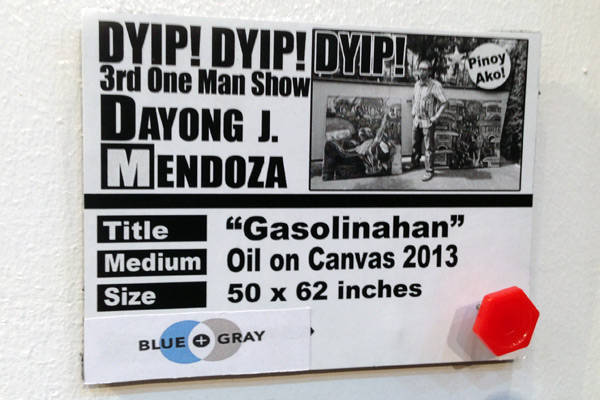 DYIP! DYIP! DYIP!
3rd One Man Show
DAYONG J.
MENDOZA
Pinoy
Ako!
Title "Gasolinahan"
Medium Oil on Canvas 2013
Size 50 x 62 inches
BLUE + GRAY